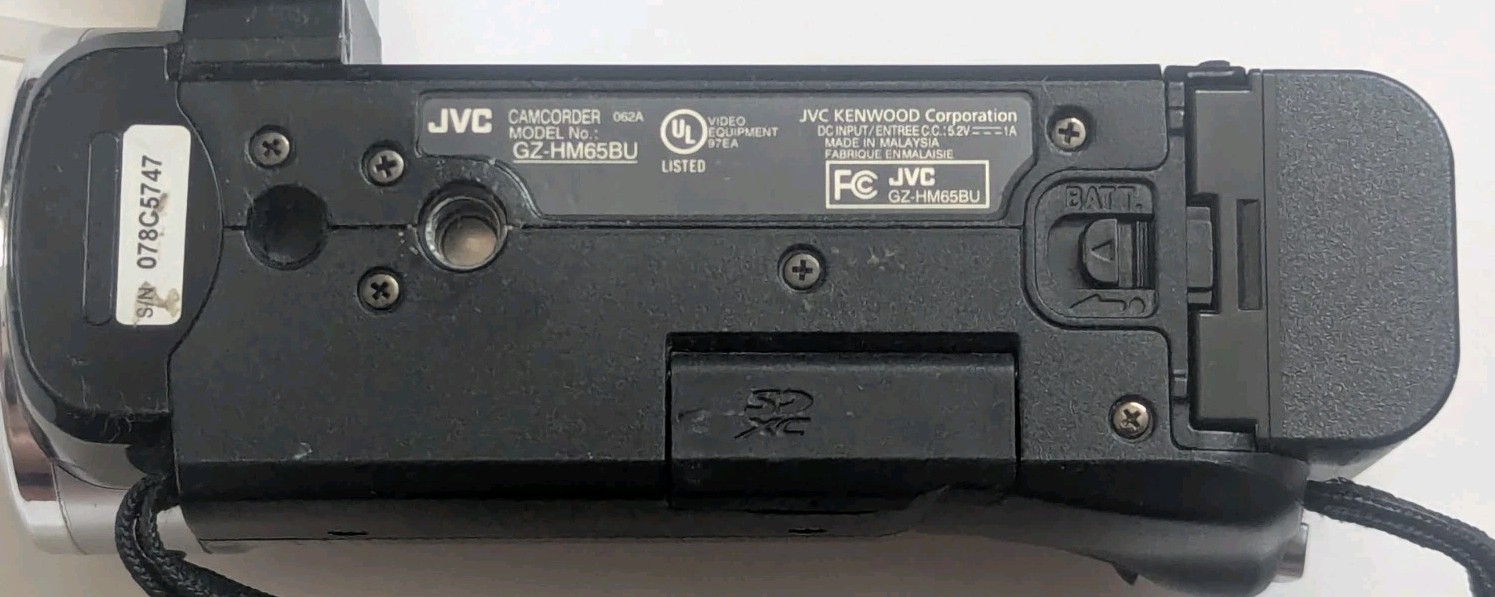 S/N 078C5747
JVC CAMCORDER 062A
MODEL No.:
GZ-HM65BU
UL
LISTED
VIDEO
EQUIPMENT
97EA
JVC KENWOOD Corporation
DC INPUT/ENTREE C.C.:5.2V⎓1A
MADE IN MALAYSIA
FABRIQUE EN MALAISIE
FC JVC
GZ-HM65BU
BATT.
SD
XC